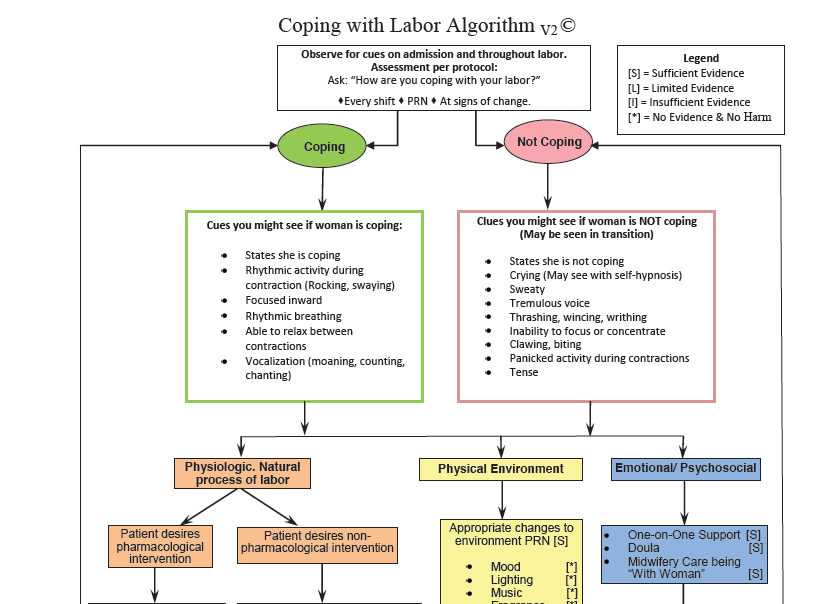 Coping with Labor Algorithm V2©
Observe for cues on admission and throughout labor.
Assessment per protocol:
Ask: “How are you coping with your labor?”
♦Every shift ♦ PRN ♦ At signs of change.
Legend
[S] = Sufficient Evidence
[L] = Limited Evidence
[I] = Insufficient Evidence
[*] = No Evidence & No Harm
Coping
Not Coping
Cues you might see if woman is coping:
• States she is coping
• Rhythmic activity during
contraction (Rocking, swaying)
• Focused inward
• Rhythmic breathing
• Able to relax between
contractions
• Vocalization (moaning, counting,
chanting)
Clues you might see if woman is NOT coping
(May be seen in transition)
• States she is not coping
• Crying (May see with self-hypnosis)
• Sweaty
• Tremulous voice
• Thrashing, wincing, writhing
• Inability to focus or concentrate
• Clawing, biting
• Panicked activity during contractions
• Tense
Physiologic. Natural
process of labor
Physical Environment
Emotional/ Psychosocial
Patient desires
pharmacological
intervention
Patient desires non-
pharmacological intervention
Appropriate changes to
environment PRN [S]
• Mood [*]
• Lighting [*]
• Music [*]
• One-on-One Support [S]
• Doula [S]
• Midwifery Care being
“With Woman” [S]